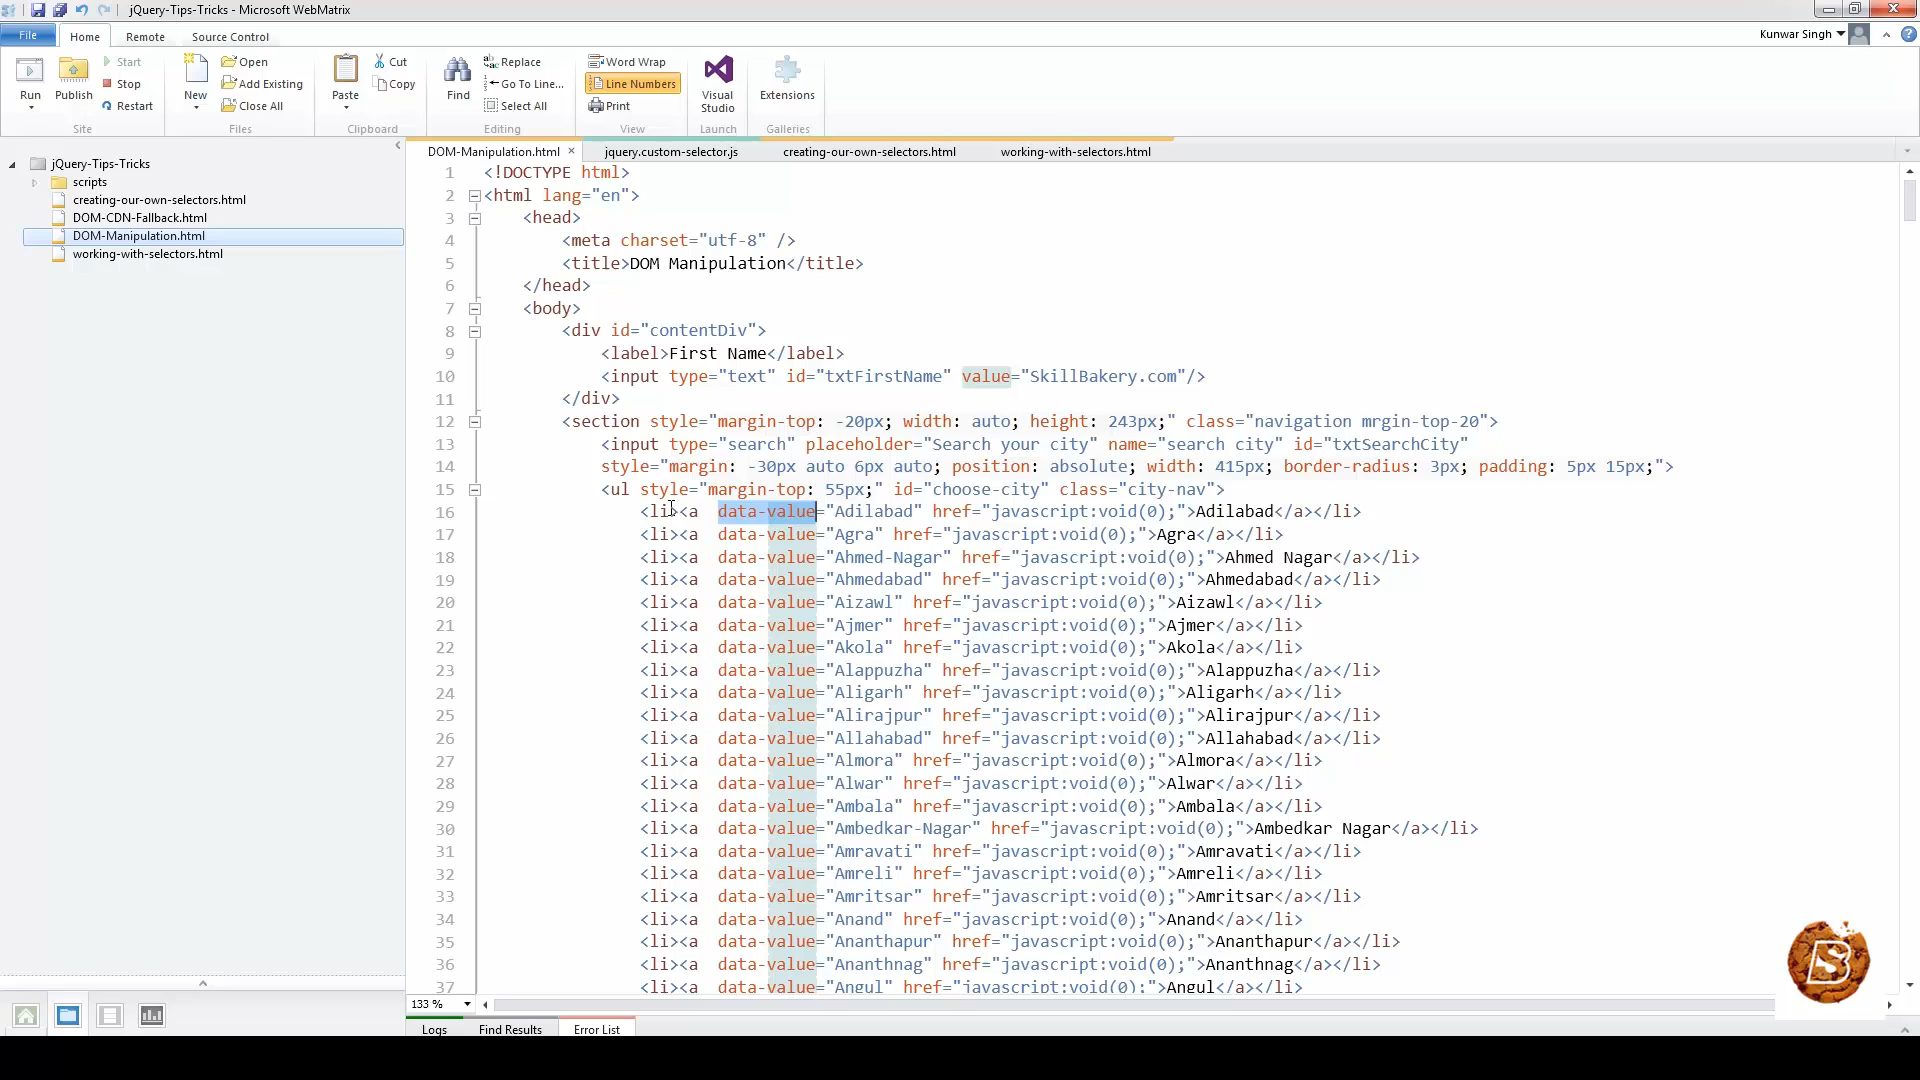 jQuery-Tips-Tricks - Microsoft WebMatrix
File Home Remote Source Control Kunwar Singh
Run Publish Start Stop Restart Site
New Open Add Existing Close All Files
Paste Cut Copy Clipboard
Find Replace Go To Line... Select All Editing
Word Wrap Line Numbers Print View
Visual Studio Launch
Extensions Galleries
jQuery-Tips-Tricks
scripts
creating-our-own-selectors.html
DOM-CDN-Fallback.html
DOM-Manipulation.html
working-with-selectors.html
DOM-Manipulation.html jquery.custom-selector.js creating-our-own-selectors.html working-with-selectors.html
1 <!DOCTYPE html>
2 <html lang="en">
3 <head>
4 <meta charset="utf-8" />
5 <title>DOM Manipulation</title>
6 </head>
7 <body>
8 <div id="contentDiv">
9 <label>First Name</label>
10 <input type="text" id="txtFirstName" value="SkillBakery.com"/>
11 </div>
12 <section style="margin-top: -20px; width: auto; height: 243px;" class="navigation mrgin-top-20">
13 <input type="search" placeholder="Search your city" name="search city" id="txtSearchCity"
14 style="margin: -30px auto 6px auto; position: absolute; width: 415px; border-radius: 3px; padding: 5px 15px;">
15 <ul style="margin-top: 55px;" id="choose-city" class="city-nav">
16 <li><a  data-value="Adilabad" href="javascript:void(0);">Adilabad</a></li>
17 <li><a  data-value="Agra" href="javascript:void(0);">Agra</a></li>
18 <li><a  data-value="Ahmed-Nagar" href="javascript:void(0);">Ahmed Nagar</a></li>
19 <li><a  data-value="Ahmedabad" href="javascript:void(0);">Ahmedabad</a></li>
20 <li><a  data-value="Aizawl" href="javascript:void(0);">Aizawl</a></li>
21 <li><a  data-value="Ajmer" href="javascript:void(0);">Ajmer</a></li>
22 <li><a  data-value="Akola" href="javascript:void(0);">Akola</a></li>
23 <li><a  data-value="Alappuzha" href="javascript:void(0);">Alappuzha</a></li>
24 <li><a  data-value="Aligarh" href="javascript:void(0);">Aligarh</a></li>
25 <li><a  data-value="Alirajpur" href="javascript:void(0);">Alirajpur</a></li>
26 <li><a  data-value="Allahabad" href="javascript:void(0);">Allahabad</a></li>
27 <li><a  data-value="Almora" href="javascript:void(0);">Almora</a></li>
28 <li><a  data-value="Alwar" href="javascript:void(0);">Alwar</a></li>
29 <li><a  data-value="Ambala" href="javascript:void(0);">Ambala</a></li>
30 <li><a  data-value="Ambedkar-Nagar" href="javascript:void(0);">Ambedkar Nagar</a></li>
31 <li><a  data-value="Amravati" href="javascript:void(0);">Amravati</a></li>
32 <li><a  data-value="Amreli" href="javascript:void(0);">Amreli</a></li>
33 <li><a  data-value="Amritsar" href="javascript:void(0);">Amritsar</a></li>
34 <li><a  data-value="Anand" href="javascript:void(0);">Anand</a></li>
35 <li><a  data-value="Ananthapur" href="javascript:void(0);">Ananthapur</a></li>
36 <li><a  data-value="Ananthnag" href="javascript:void(0);">Ananthnag</a></li>
37 <li><a  data-value="Angul" href="javascript:void(0);">Angul</a></li>
133 %
Logs Find Results Error List